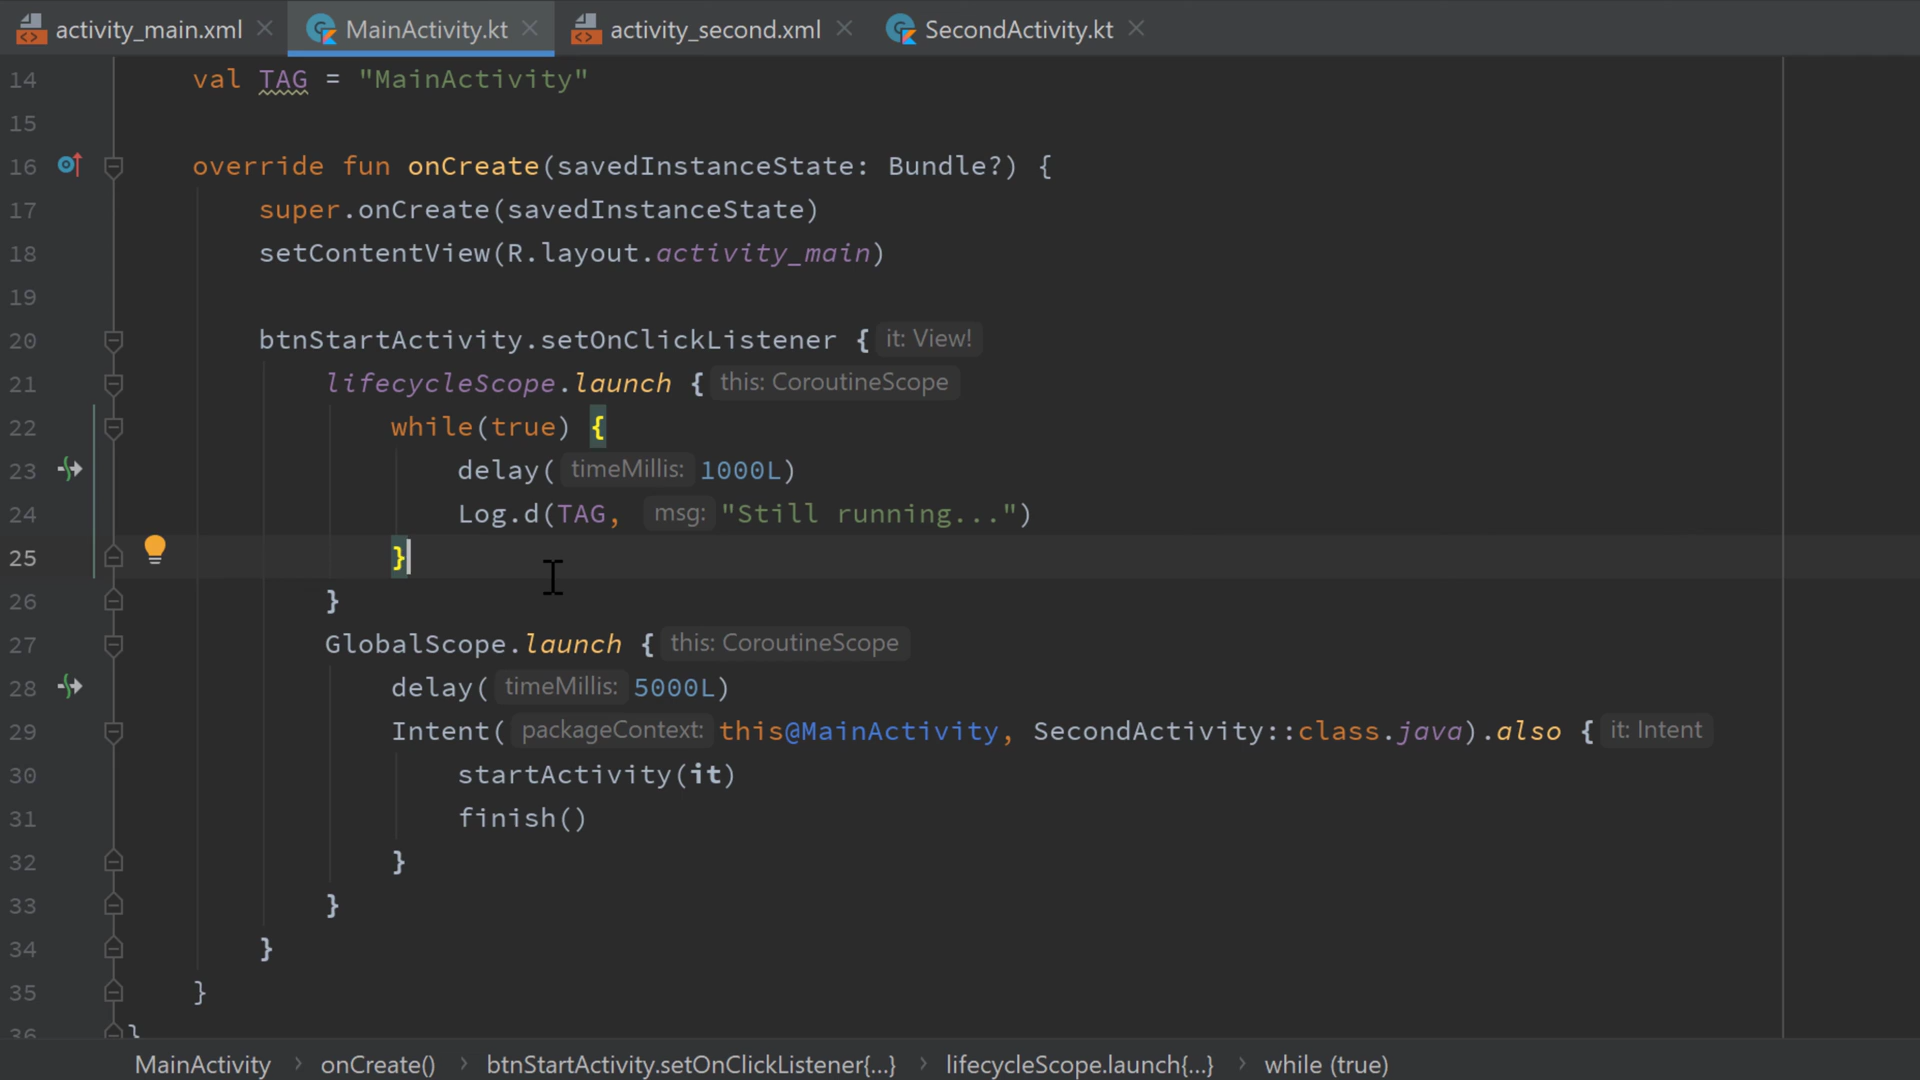 activity_main.xml MainActivity.kt activity_second.xml SecondActivity.kt
14 val TAG = "MainActivity"
15
16 override fun onCreate(savedInstanceState: Bundle?) {
17 super.onCreate(savedInstanceState)
18 setContentView(R.layout.activity_main)
19
20 btnStartActivity.setOnClickListener { it: View!
21 lifecycleScope.launch { this: CoroutineScope
22 while(true) {
23 delay( timeMillis: 1000L)
24 Log.d(TAG, msg: "Still running...")
25 }
26 }
27 GlobalScope.launch { this: CoroutineScope
28 delay( timeMillis: 5000L)
29 Intent( packageContext: this@MainActivity, SecondActivity::class.java).also { it: Intent
30 startActivity(it)
31 finish()
32 }
33 }
34 }
35 }
36 }
MainActivity › onCreate() › btnStartActivity.setOnClickListener{...} › lifecycleScope.launch{...} › while (true)